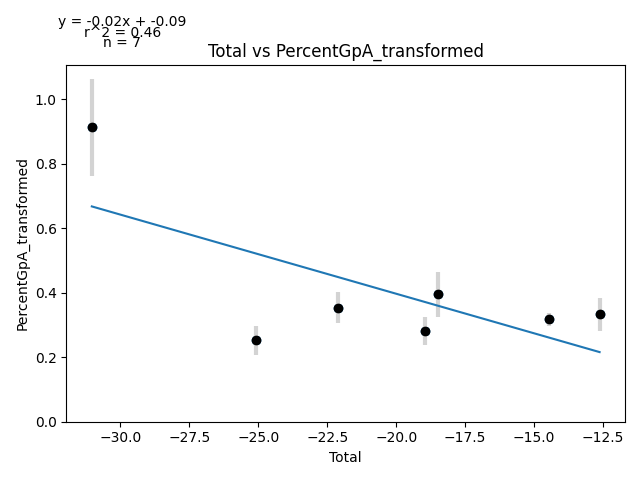 y = -0.02x + -0.09
r^2 = 0.46
n = 7
Total vs PercentGpA_transformed
PercentGpA_transformed
1.0
0.8
0.6
0.4
0.2
0.0
−30.0 −27.5 −25.0 −22.5 −20.0 −17.5 −15.0 −12.5
Total